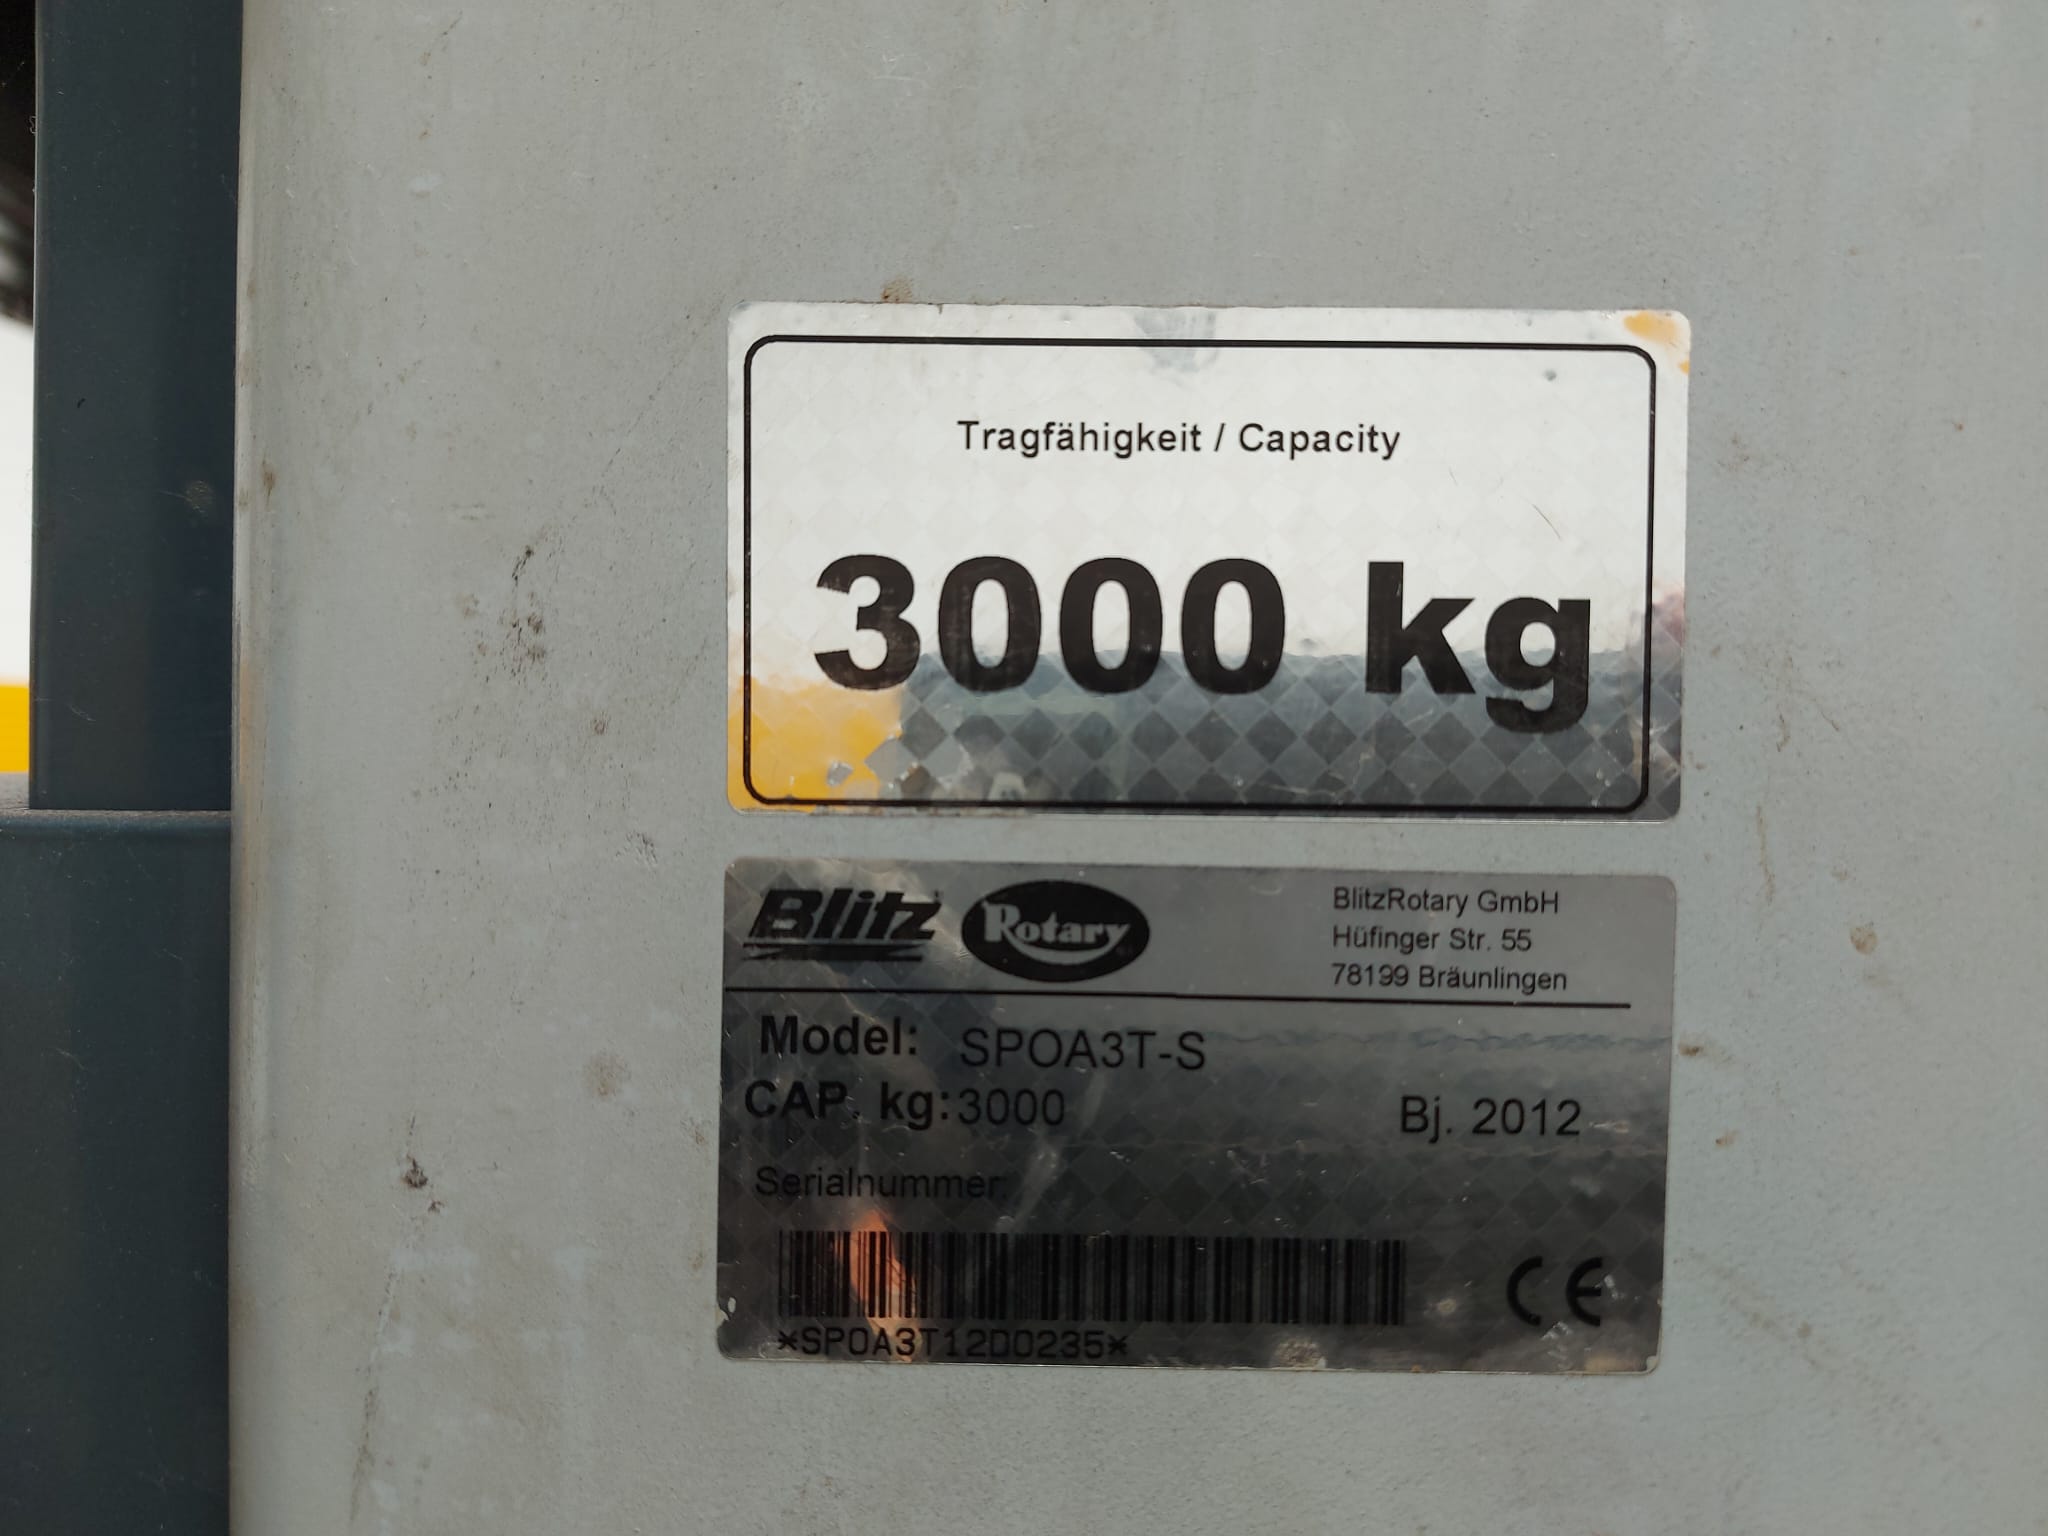 Tragfähigkeit / Capacity
3000 kg
Blitz Rotary
BlitzRotary GmbH
Hüfinger Str. 55
78199 Bräunlingen
Model: SPOA3T-S
CAP. kg: 3000 Bj. 2012
Serialnummer:
CE
*SPOA3T12D0235*